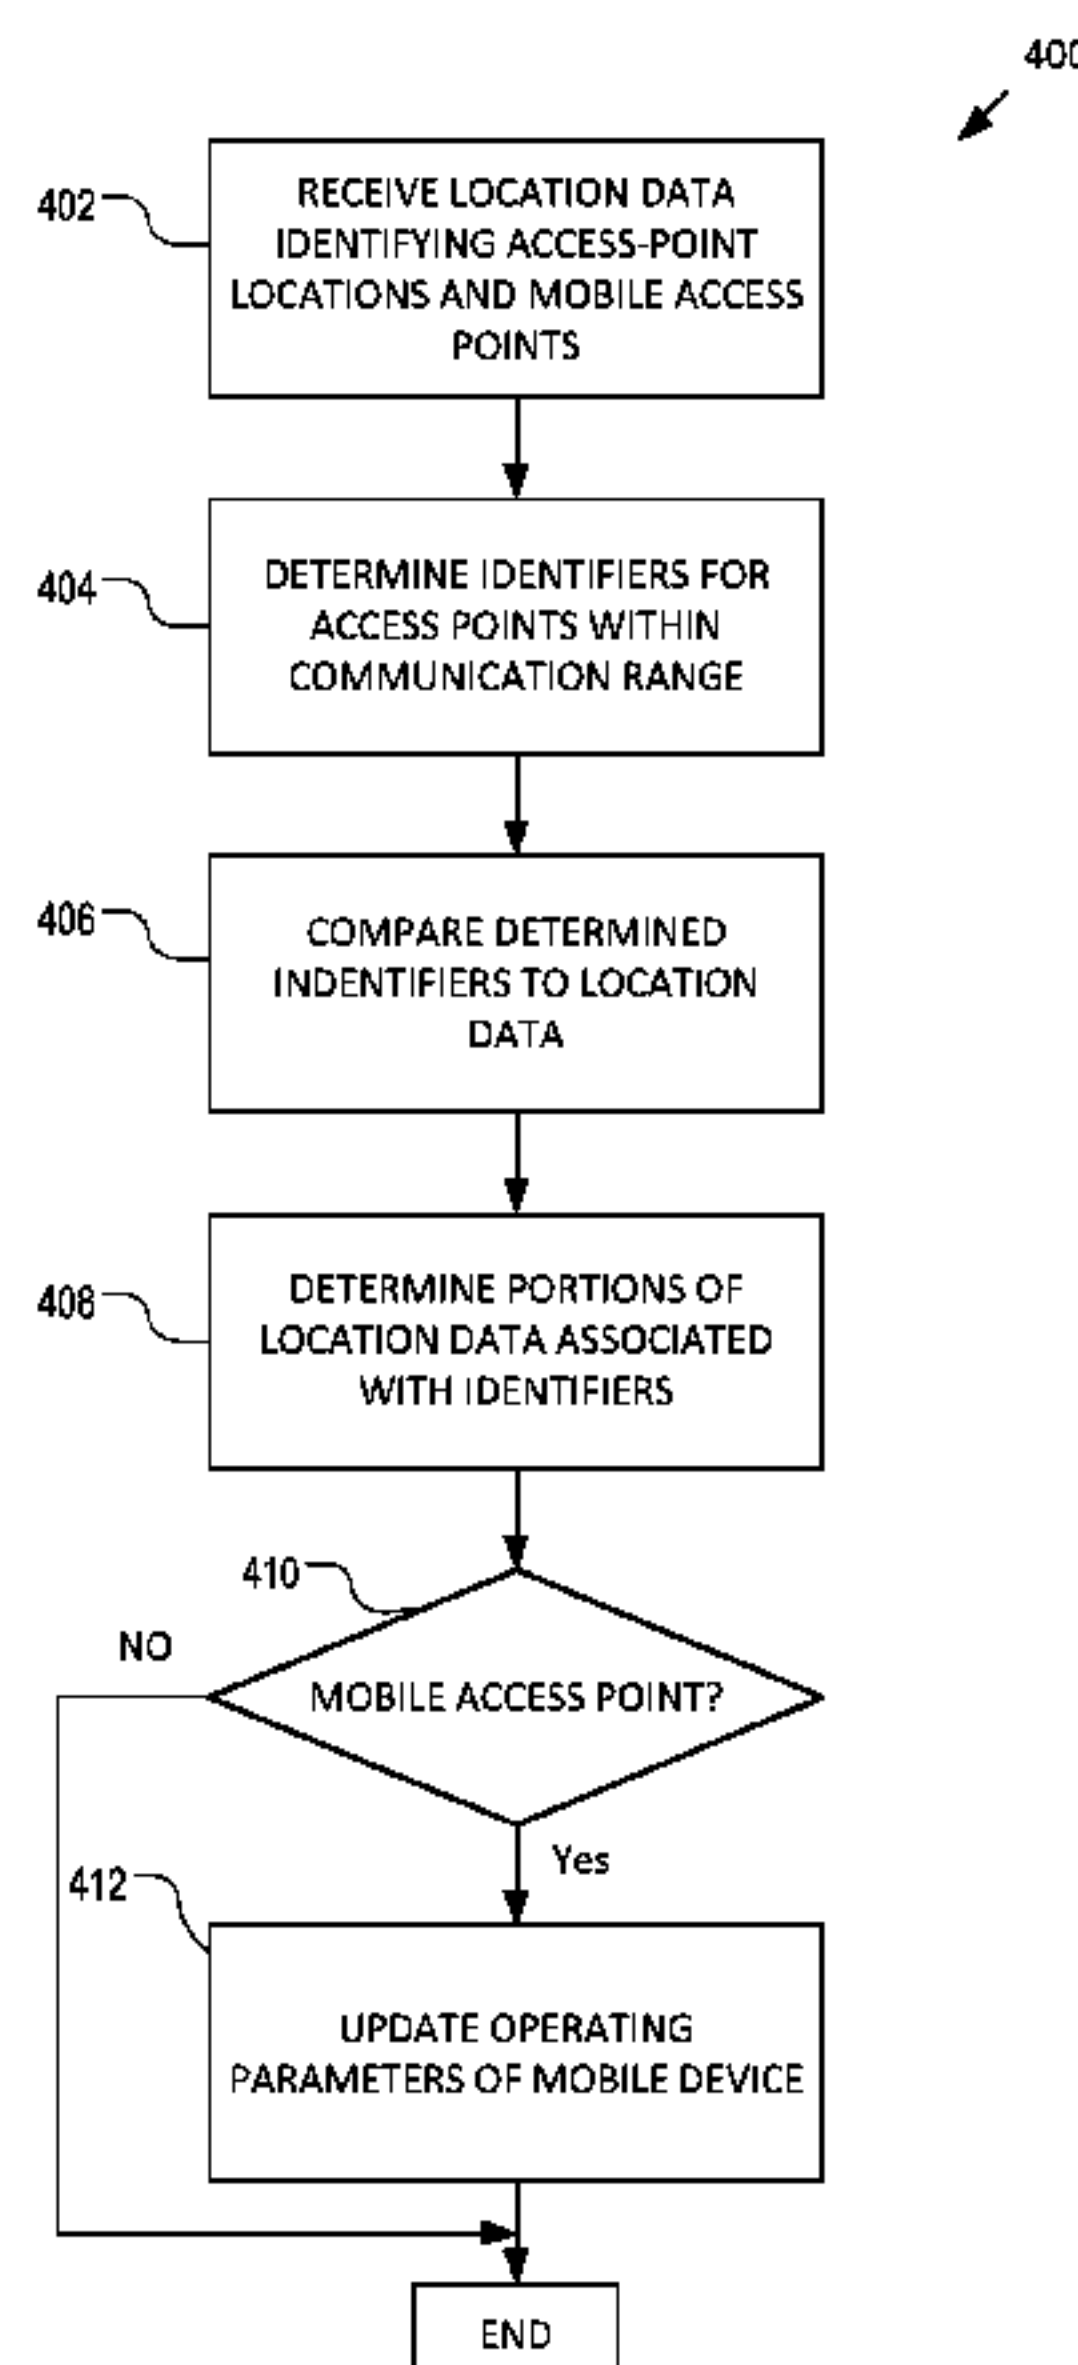 400
402
RECEIVE LOCATION DATA
IDENTIFYING ACCESS-POINT
LOCATIONS AND MOBILE ACCESS
POINTS
404
DETERMINE IDENTIFIERS FOR
ACCESS POINTS WITHIN
COMMUNICATION RANGE
406
COMPARE DETERMINED
INDENTIFIERS TO LOCATION
DATA
408
DETERMINE PORTIONS OF
LOCATION DATA ASSOCIATED
WITH IDENTIFIERS
410
NO
MOBILE ACCESS POINT?
Yes
412
UPDATE OPERATING
PARAMETERS OF MOBILE DEVICE
END